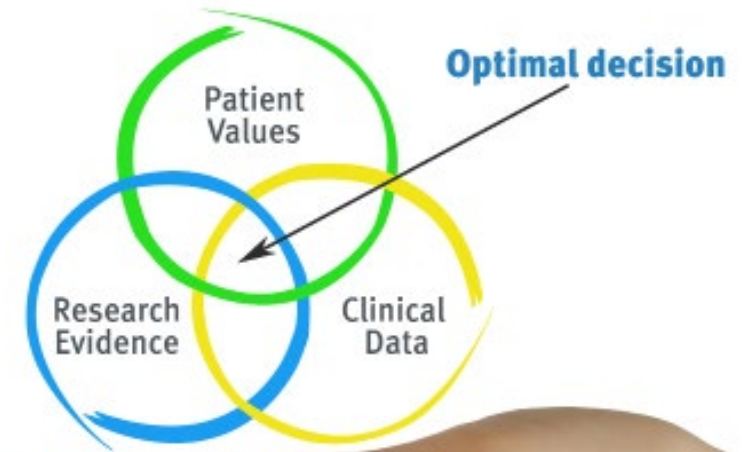 Optimal decision
Patient
Values
Research
Evidence
Clinical
Data